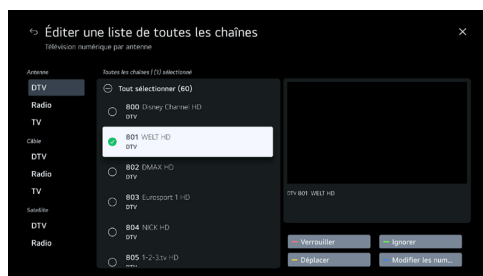 Éditer une liste de toutes les chaînes
Télévision numérique par antenne
Antenne
DTV
Radio
TV
Câble
DTV
Radio
TV
Satellite
DTV
Radio
Toutes les chaînes | (1) sélectionné
Tout sélectionner (60)
800 Disney Channel HD
DTV
801 WELT HD
DTV
802 DMAX HD
DTV
803 Eurosport 1 HD
DTV
804 NICK HD
DTV
805 1-2-3.tv HD
DTV
DTV 801 WELT HD
Verrouiller
Ignorer
Déplacer
Modifier les num...